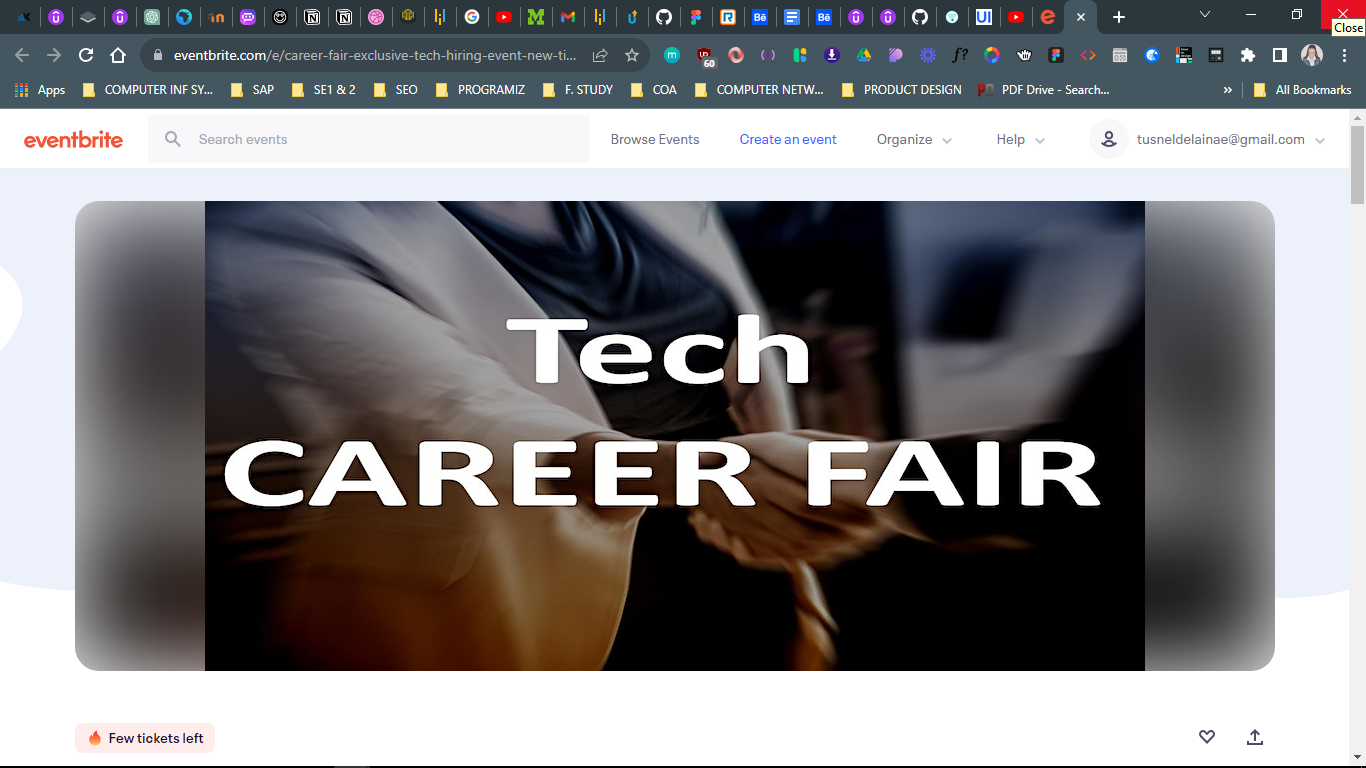 Close
eventbrite.com/e/career-fair-exclusive-tech-hiring-event-new-ti...
60
f?
Apps
COMPUTER INF SY...
SAP
SE1 & 2
SEO
PROGRAMIZ
F. STUDY
COA
COMPUTER NETW...
PRODUCT DESIGN
PDF Drive - Search...
»
All Bookmarks
eventbrite
Search events
Browse Events
Create an event
Organize
Help
tusneldelainae@gmail.com
Tech
CAREER FAIR
Few tickets left